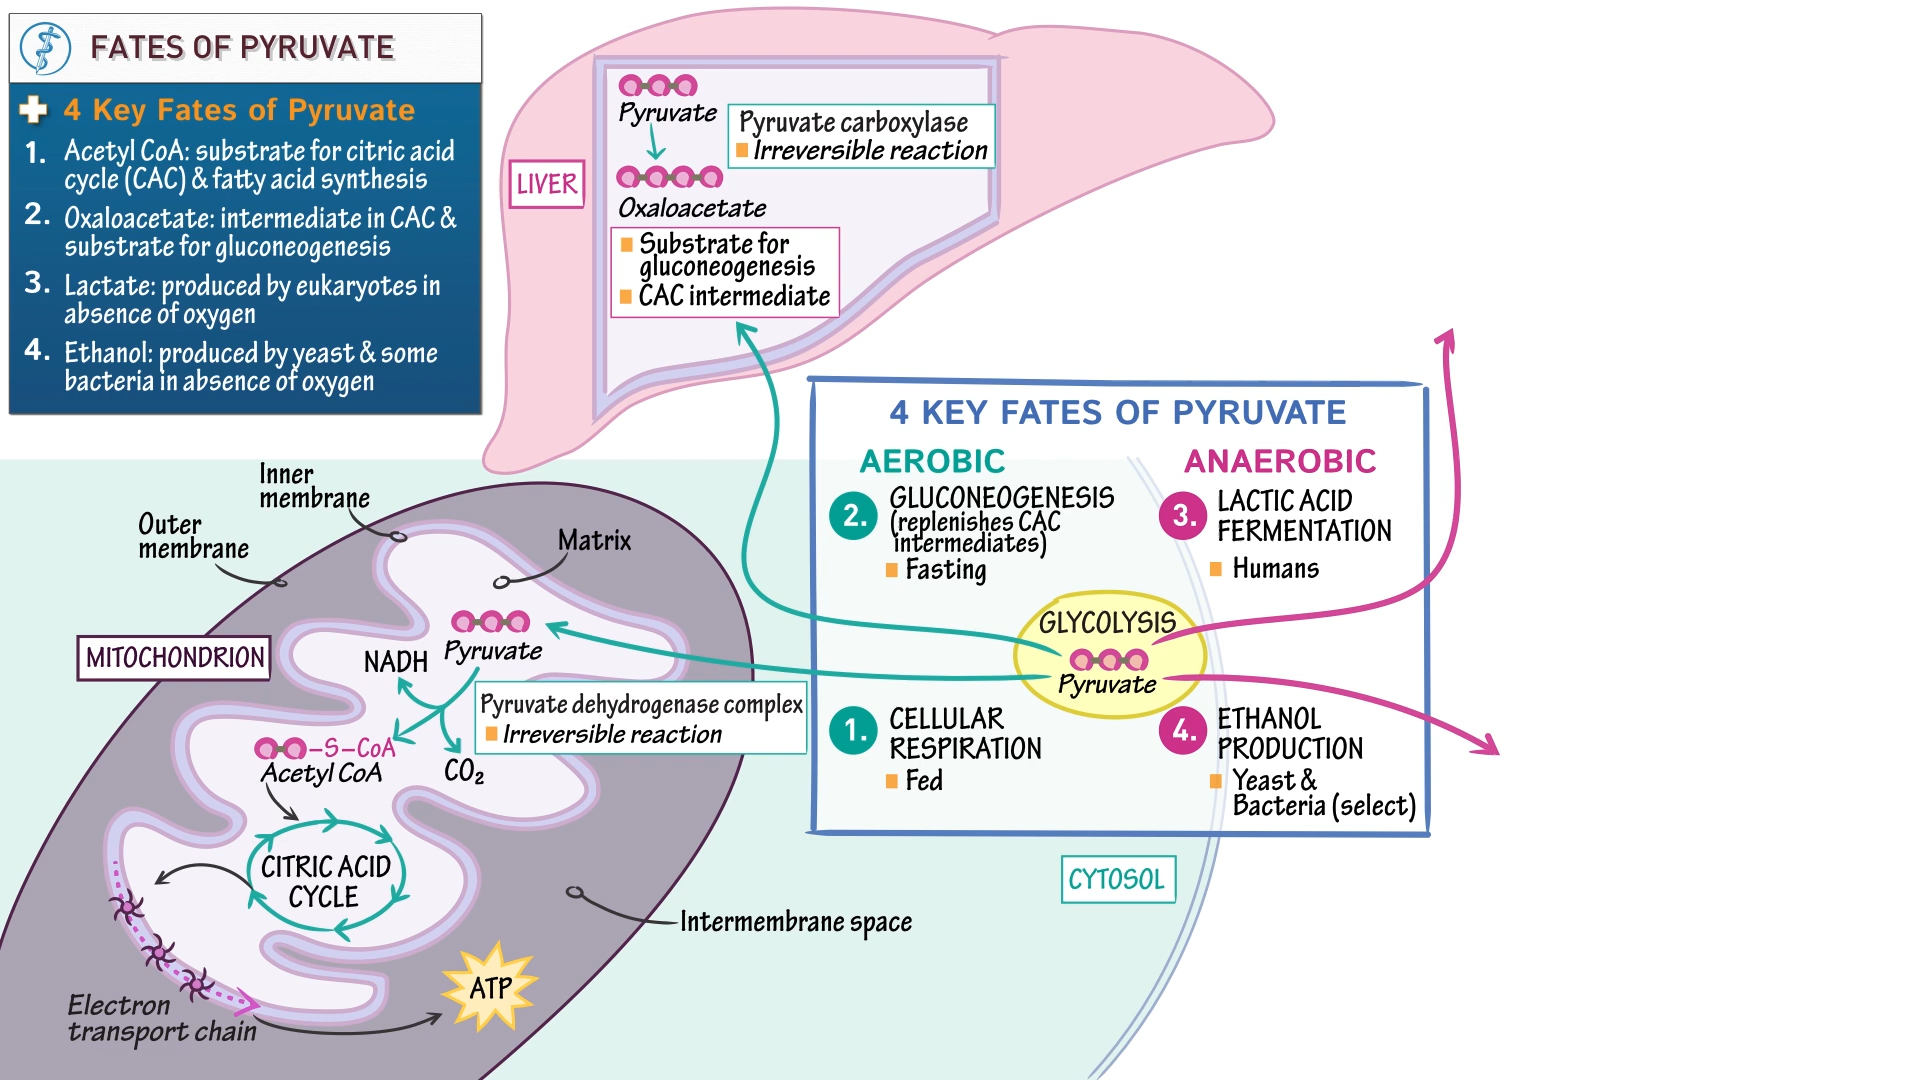 FATES OF PYRUVATE
4 Key Fates of Pyruvate
1. Acetyl CoA: substrate for citric acid
cycle (CAC) & fatty acid synthesis
2. Oxaloacetate: intermediate in CAC &
substrate for gluconeogenesis
3. Lactate: produced by eukaryotes in
absence of oxygen
4. Ethanol: produced by yeast & some
bacteria in absence of oxygen
LIVER
Pyruvate
Pyruvate carboxylase
Irreversible reaction
Oxaloacetate
Substrate for
gluconeogenesis
CAC intermediate
4 KEY FATES OF PYRUVATE
AEROBIC
2. GLUCONEOGENESIS
(replenishes CAC
intermediates)
Fasting
ANAEROBIC
3. LACTIC ACID
FERMENTATION
Humans
GLYCOLYSIS
Pyruvate
1. CELLULAR
RESPIRATION
Fed
4. ETHANOL
PRODUCTION
Yeast &
Bacteria (select)
CYTOSOL
Inner
membrane
Outer
membrane
Matrix
MITOCHONDRION
NADH
Pyruvate
Pyruvate dehydrogenase complex
Irreversible reaction
-S-CoA
Acetyl CoA
CO₂
CITRIC ACID
CYCLE
Intermembrane space
ATP
Electron
transport chain